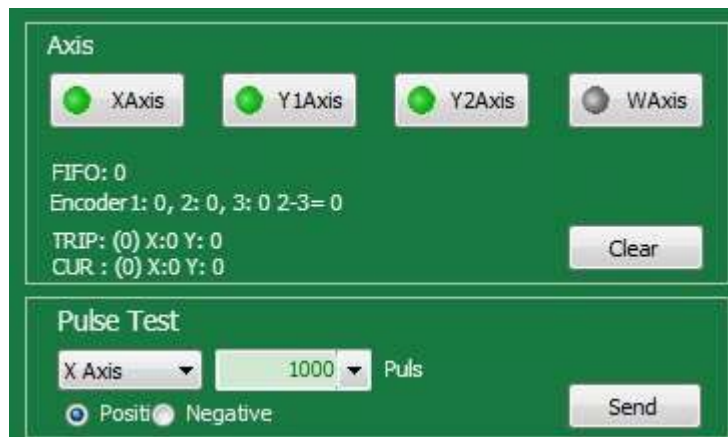 Axis
XAxis Y1Axis Y2Axis WAxis
FIFO: 0
Encoder1: 0, 2: 0, 3: 0 2-3= 0
TRIP: (0) X:0 Y: 0
CUR : (0) X:0 Y: 0
Clear
Pulse Test
X Axis 1000 Puls
Positi Negative
Send